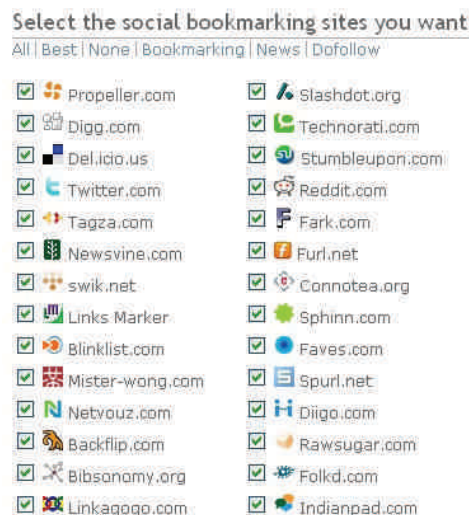 Select the social bookmarking sites you want
All | Best | None | Bookmarking | News | Dofollow
Propeller.com Slashdot.org
Digg.com Technorati.com
Del.icio.us Stumbleupon.com
Twitter.com Reddit.com
Tagza.com Fark.com
Newsvine.com Furl.net
swik.net Connotea.org
Links Marker Sphinn.com
Blinklist.com Faves.com
Mister-wong.com Spurl.net
Netvouz.com Diigo.com
Backflip.com Rawsugar.com
Bibsonomy.org Folkd.com
Linkagogo.com Indianpad.com